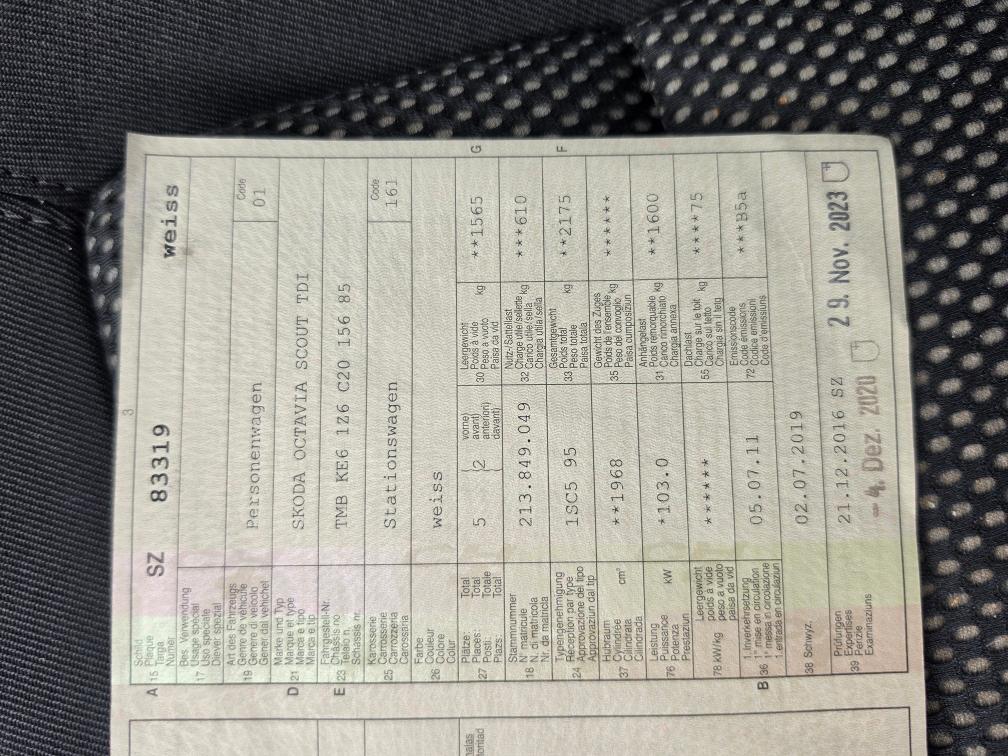 3
A 15 Schild
Plaque
Targa
Numer
SZ 83319 weiss
17 Bes. Verwendung
Usage spécial
Uso speciale
Diever spezial
19 Art des Fahrzeugs
Genre de véhicule
Genere di veicolo
Gener dal vehichel
Personenwagen
Code
01
D 21 Marke und Typ
Marque et type
Marca e tipo
Marca e tip
SKODA OCTAVIA SCOUT TDI
E 23 Fahrgestell-Nr.
Châssis no
Telaio n.
Schassis nr.
TMB KE6 1Z6 C20 156 85
25 Karosserie
Carrosserie
Carrozzeria
Carrossaria
Stationswagen
Code
161
26 Farbe
Couleur
Colore
Colur
weiss
27 Plätze: Total
Places: Total
Posti: Totale
Plazs: Total
5 2 vorne)
avant)
anteriori)
davant)
30 Leergewicht
Poids à vide
Peso a vuoto
Paisa da vid
kg
**1565 G
18 Stammnummer
N° matricule
N. di matricola
Nr. da matricla
213.849.049
32 Nutz-/Sattellast
Charge utile/sellette kg
Carico utile/sella
Chargia utila/sella
***610
24 Typengenehmigung
Réception par type
Approvazione del tipo
Approvaziun dal tip
1SC5 95
33 Gesamtgewicht
Poids total
Peso totale
Paisa totala
kg
**2175 F
37 Hubraum
Cylindrée
Cilindrata
Cilindrada
cm³
**1968
35 Gewicht des Zuges
Poids de l'ensemble kg
Peso del convoglio
Paisa cumposiziun
******
76 Leistung
Puissance
Potenza
Prestaziun
kW
*103.0
31 Anhängelast
Poids remorquable kg
Carico rimorchiato
Chargia annexa
**1600
78 kW/kg Leergewicht
poids à vide
peso a vuoto
paisa da vid
******
55 Dachlast
Charge sur le toit kg
Carico sul tetto
Chargia sin il tetg
****75
B 36 1. Inverkehrsetzung
1re mise en circulation
1a messa in circolazione
1. entrada en circulaziun
05.07.11
72 Emissionscode
Code émissions
Codice emissioni
Code d'emissiuns
***B5a
38 Schwyz,
02.07.2019
39 Prüfungen
Expertises
Perizie
Examinaziuns
21.12.2016 SZ
- 4. Dez. 2020
29. Nov. 2023